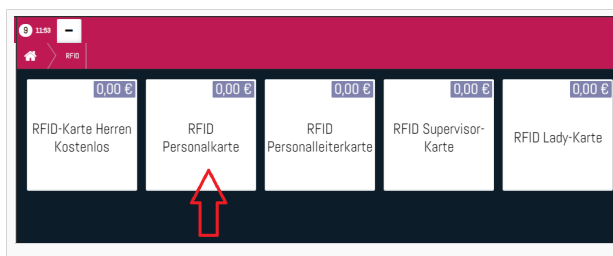 9 11:53 -
RFID
0,00 €
RFID-Karte Herren
Kostenlos
0,00 €
RFID
Personalkarte
0,00 €
RFID
Personalleiterkarte
0,00 €
RFID Supervisor-
Karte
0,00 €
RFID Lady-Karte